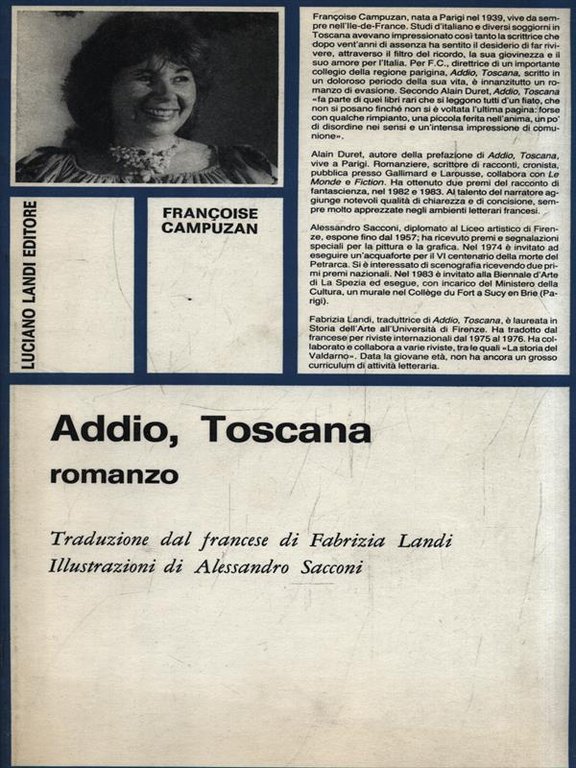 Françoise Campuzan, nata a Parigi nel 1939, vive da sem-
pre nell'Ile-de-France. Studi d'italiano e diversi soggiorni in
Toscana avevano impressionato così tanto la scrittrice che
dopo vent'anni di assenza ha sentito il desiderio di far rivi-
vere, attraverso il filtro del ricordo, la sua giovinezza e il
suo amore per l'Italia. Per F.C., direttrice di un importante
collegio della regione parigina, Addio, Toscana, scritto in
un doloroso periodo della sua vita, è innanzitutto un ro-
manzo di evasione. Secondo Alain Duret, Addio, Toscana
«fa parte di quei libri rari che si leggono tutti d'un fiato, che
non si posano finché non si è voltata l'ultima pagina: forse
con qualche rimpianto, una piccola ferita nell'anima, un po'
di disordine nei sensi e un'intensa impressione di comu-
nione».
Alain Duret, autore della prefazione di Addio, Toscana,
vive a Parigi. Romanziere, scrittore di racconti, cronista,
pubblica presso Gallimard e Larousse, collabora con Le
Monde e Fiction. Ha ottenuto due premi del racconto di
fantascienza, nel 1982 e 1983. Al talento del narratore ag-
giunge notevoli qualità di chiarezza e di concisione, sem-
pre molto apprezzate negli ambienti letterari francesi.
Alessandro Sacconi, diplomato al Liceo artistico di Firen-
ze, espone fino dal 1957; ha ricevuto premi e segnalazioni
speciali per la pittura e la grafica. Nel 1974 è invitato ad
eseguire un'acquaforte per il VI centenario della morte del
Petrarca. Si è interessato di scenografia ricevendo due pri-
mi premi nazionali. Nel 1983 è invitato alla Biennale d'Arte
di La Spezia ed esegue, con incarico del Ministero della
Cultura, un murale nel Collège du Fort a Sucy en Brie (Pa-
rigi).
Fabrizia Landi, traduttrice di Addio, Toscana, è laureata in
Storia dell'Arte all'Università di Firenze. Ha tradotto dal
francese per riviste internazionali dal 1975 al 1976. Ha col-
laborato e collabora a varie riviste, tra le quali «La storia del
Valdarno». Data la giovane età, non ha ancora un grosso
curriculum di attività letteraria.
LUCIANO LANDI EDITORE
FRANÇOISE
CAMPUZAN
Addio, Toscana
romanzo
Traduzione dal francese di Fabrizia Landi
Illustrazioni di Alessandro Sacconi